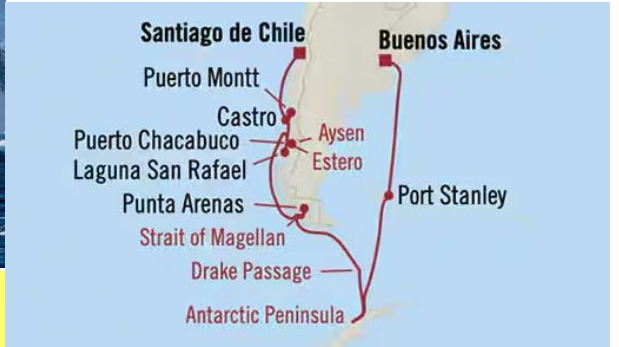 Santiago de Chile
Buenos Aires
Puerto Montt
Castro
Puerto Chacabuco
Aysen
Estero
Laguna San Rafael
Punta Arenas
Port Stanley
Strait of Magellan
Drake Passage
Antarctic Peninsula